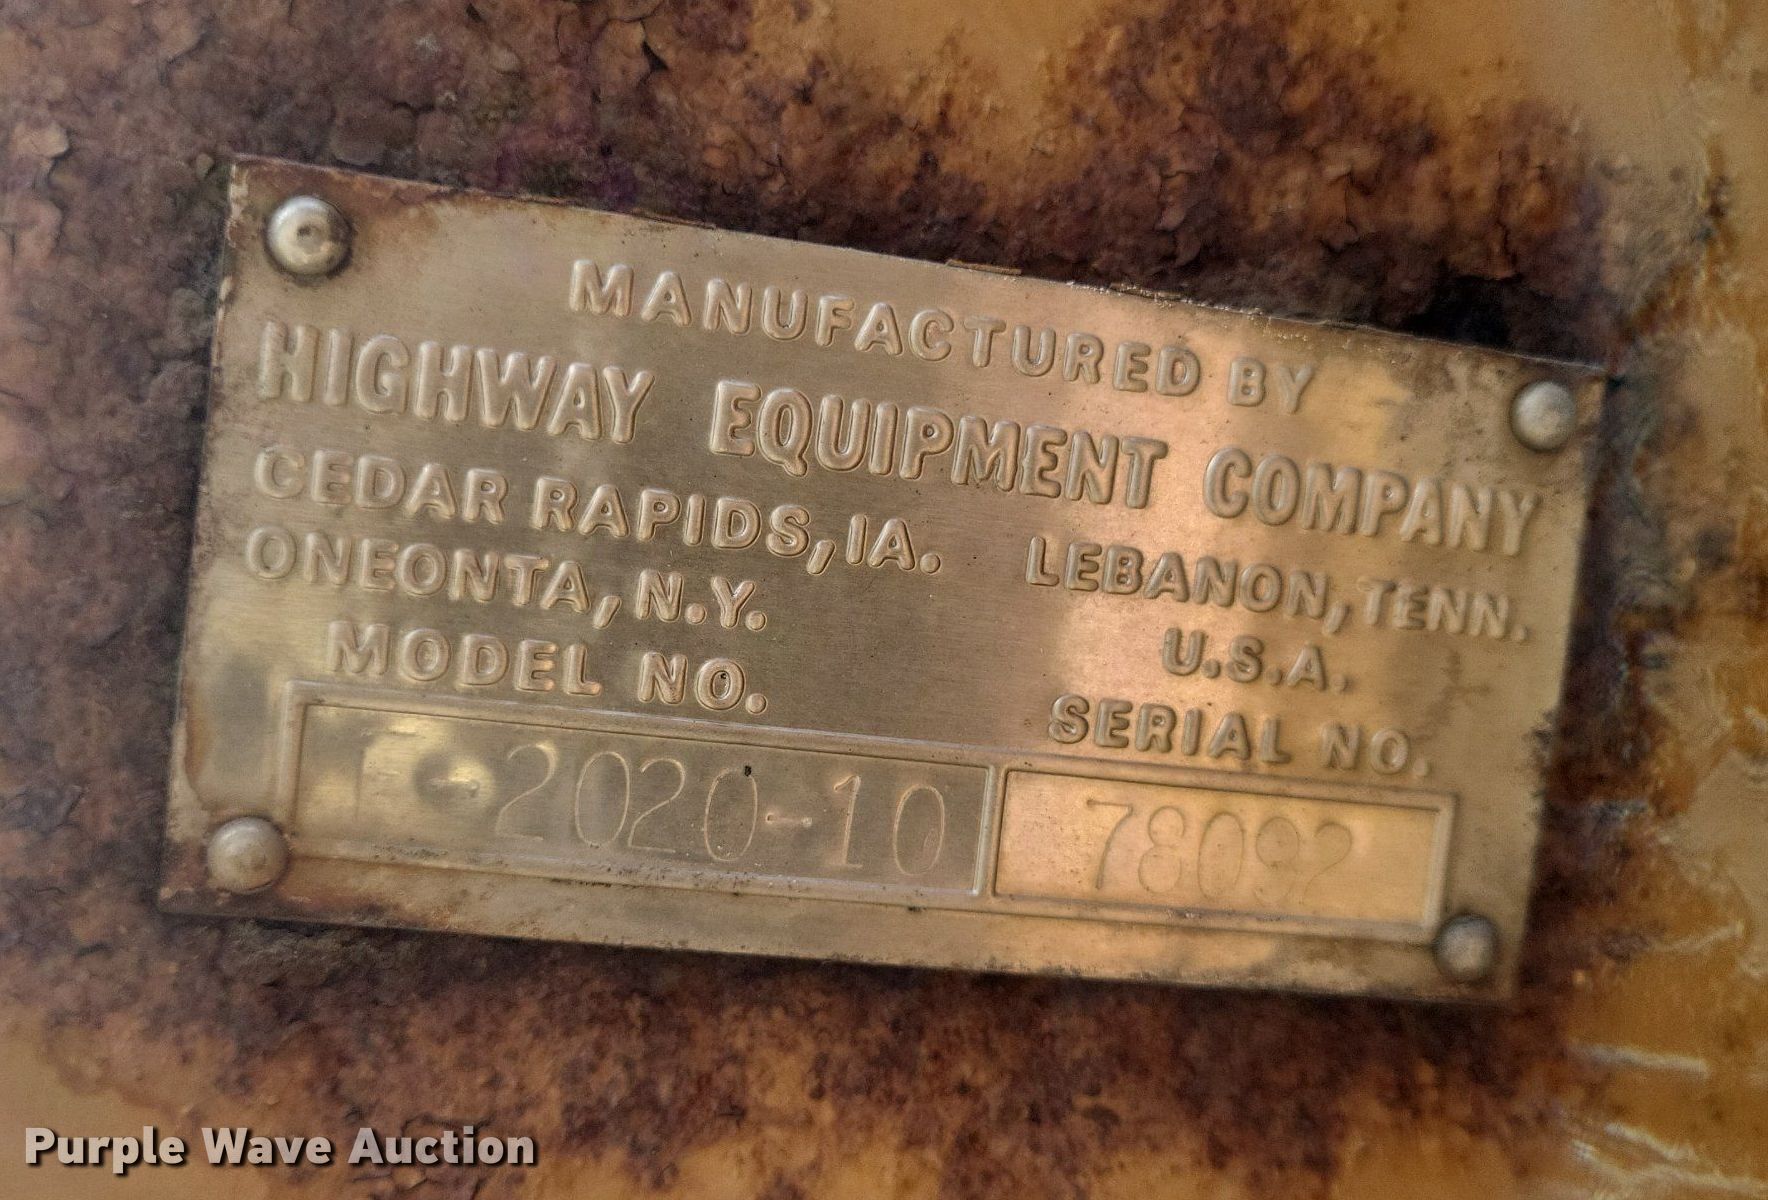 MANUFACTURED BY
HIGHWAY EQUIPMENT COMPANY
CEDAR RAPIDS, IA. LEBANON, TENN.
ONEONTA, N.Y. U.S.A.
MODEL NO. SERIAL NO.
2020-10 78092
Purple Wave Auction